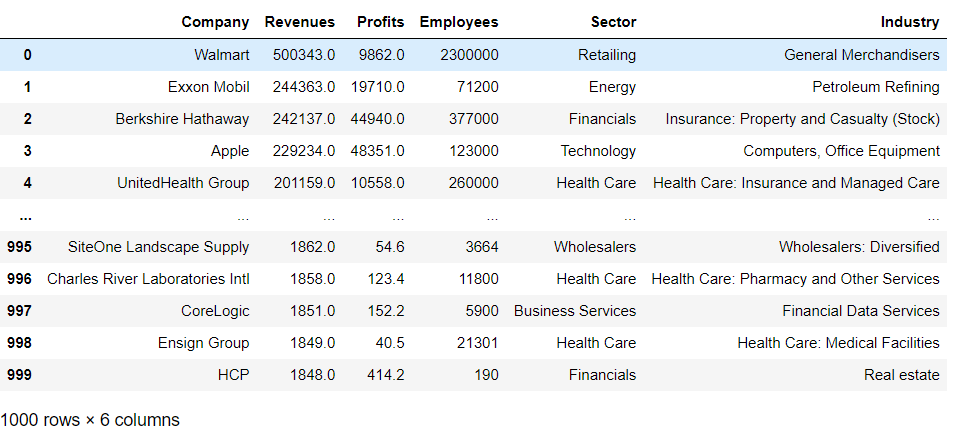 Company Revenues Profits Employees Sector Industry
0 Walmart 500343.0 9862.0 2300000 Retailing General Merchandisers
1 Exxon Mobil 244363.0 19710.0 71200 Energy Petroleum Refining
2 Berkshire Hathaway 242137.0 44940.0 377000 Financials Insurance: Property and Casualty (Stock)
3 Apple 229234.0 48351.0 123000 Technology Computers, Office Equipment
4 UnitedHealth Group 201159.0 10558.0 260000 Health Care Health Care: Insurance and Managed Care
... ... ... ... ... ... ...
995 SiteOne Landscape Supply 1862.0 54.6 3664 Wholesalers Wholesalers: Diversified
996 Charles River Laboratories Intl 1858.0 123.4 11800 Health Care Health Care: Pharmacy and Other Services
997 CoreLogic 1851.0 152.2 5900 Business Services Financial Data Services
998 Ensign Group 1849.0 40.5 21301 Health Care Health Care: Medical Facilities
999 HCP 1848.0 414.2 190 Financials Real estate
1000 rows × 6 columns